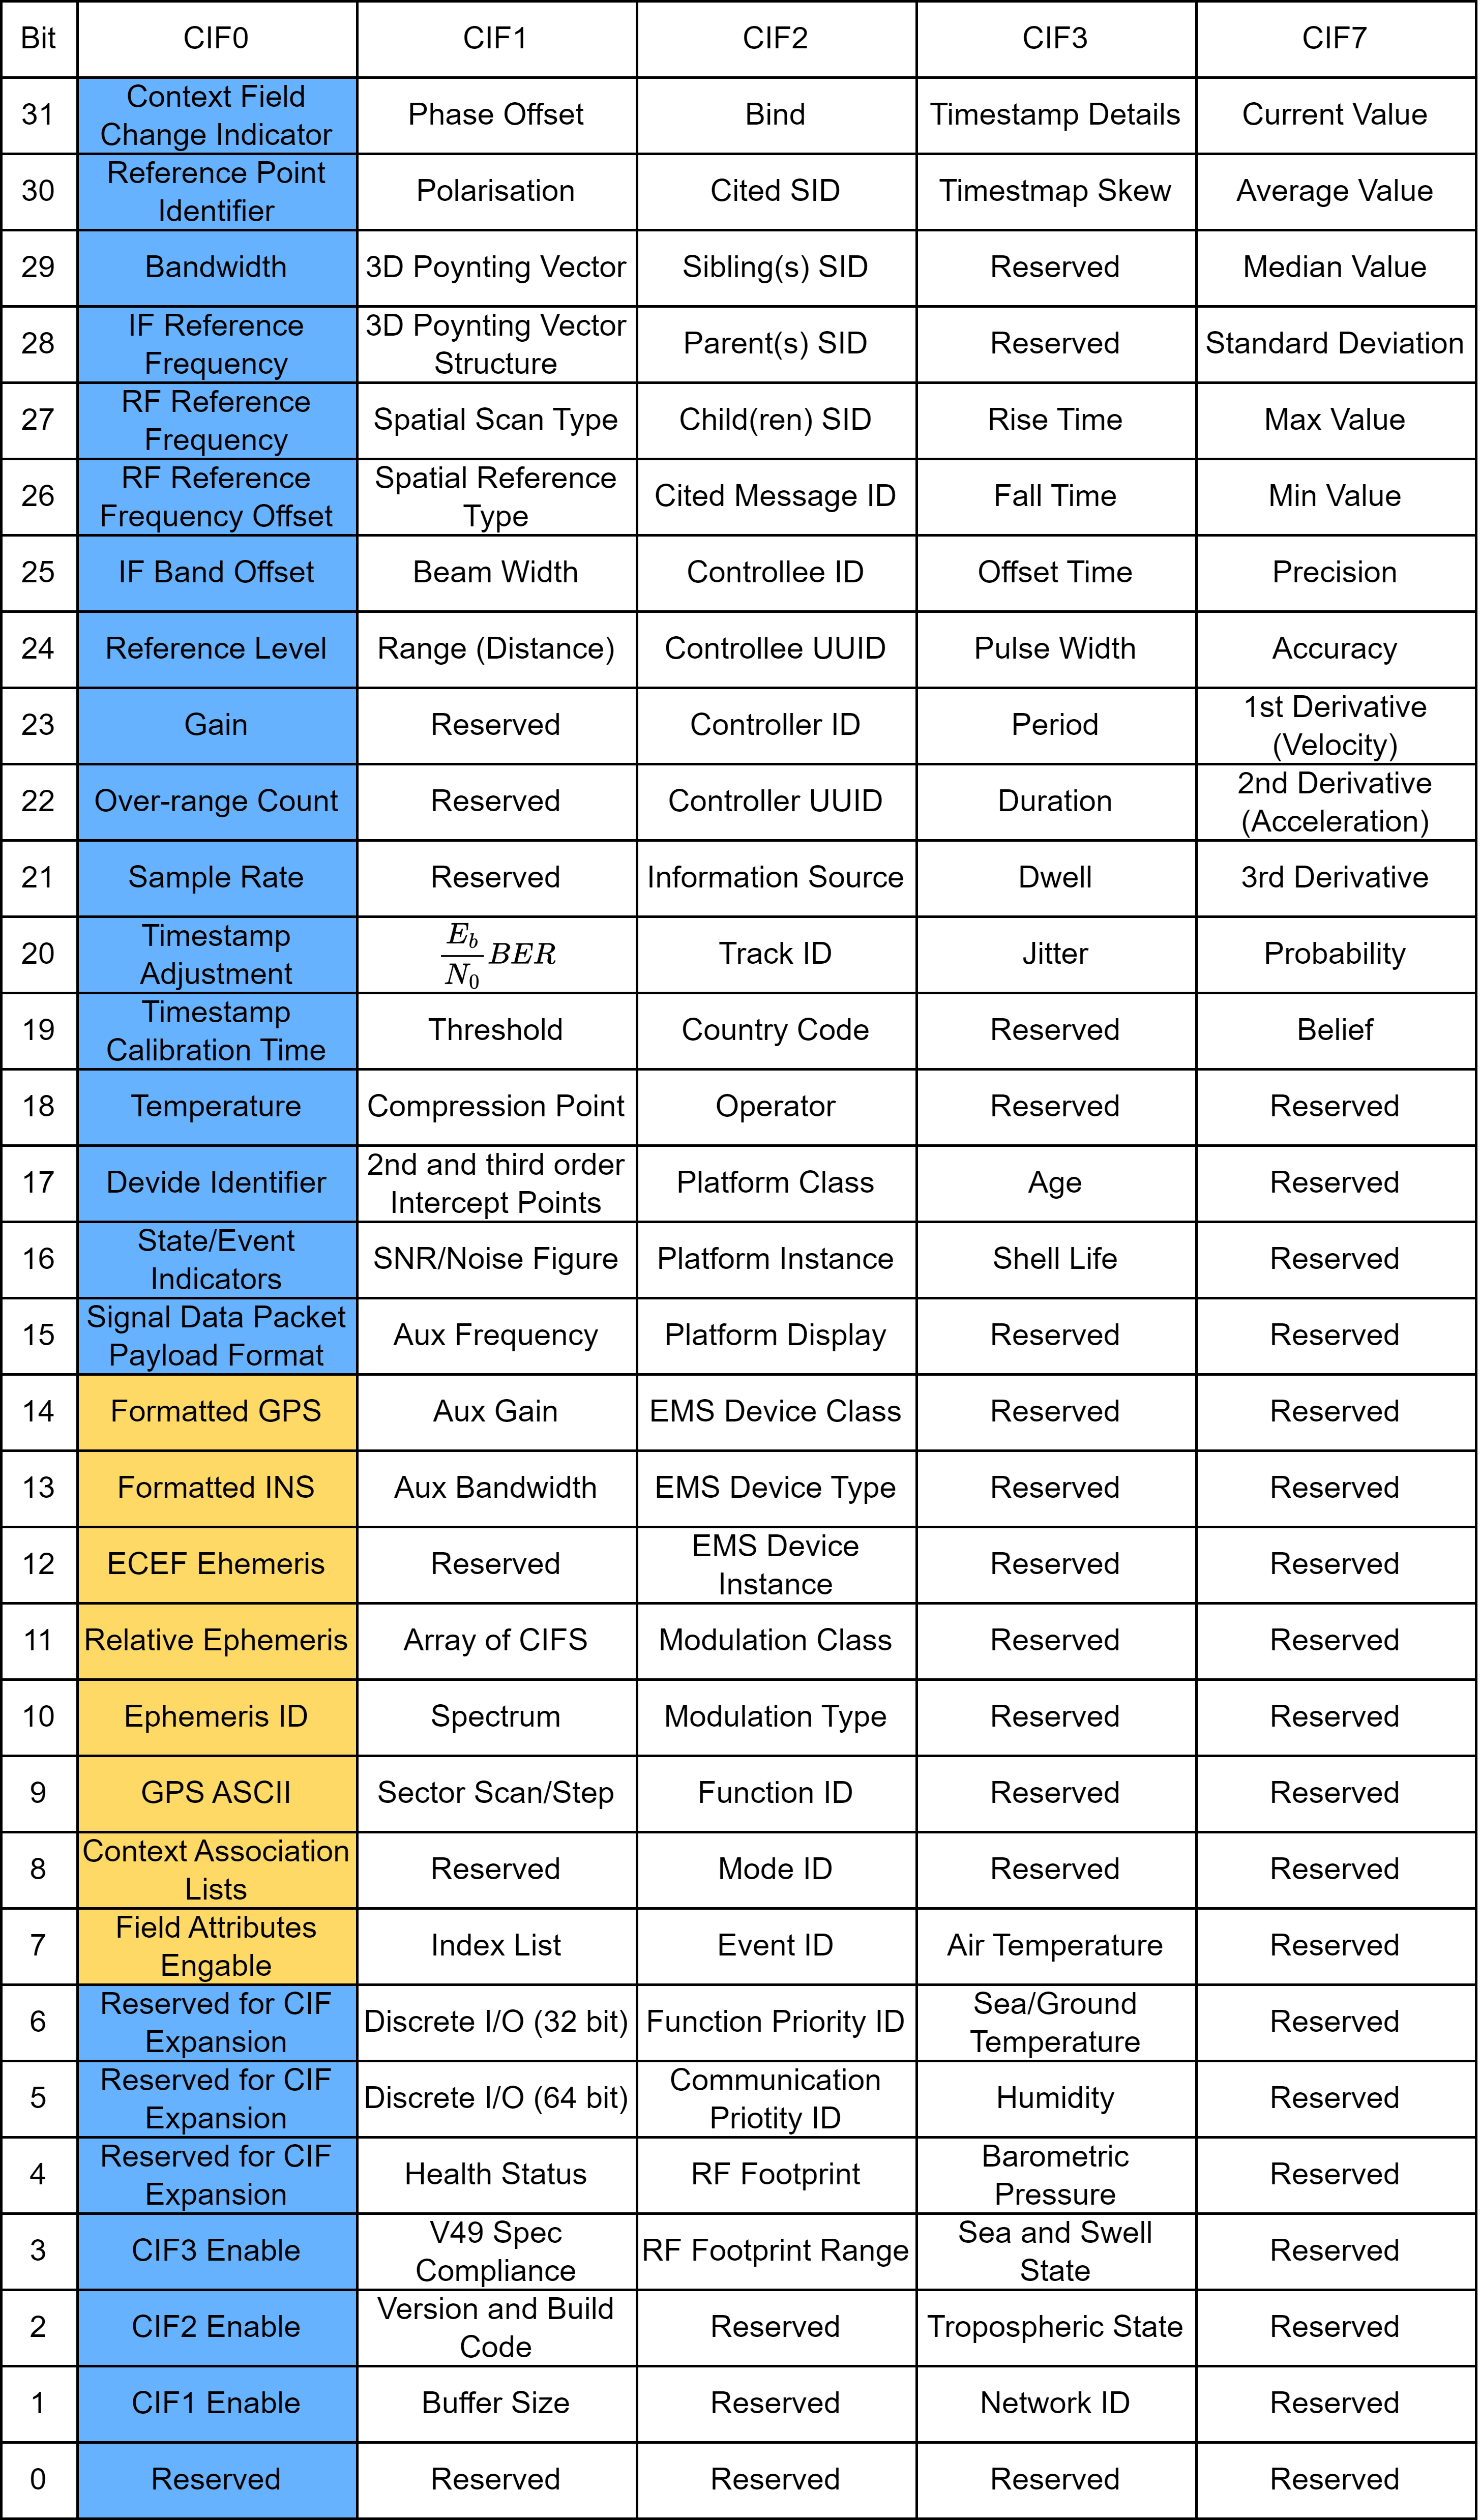 Bit CIF0 CIF1 CIF2 CIF3 CIF7
31 Context Field Change Indicator Phase Offset Bind Timestamp Details Current Value
30 Reference Point Identifier Polarisation Cited SID Timestmap Skew Average Value
29 Bandwidth 3D Poynting Vector Sibling(s) SID Reserved Median Value
28 IF Reference Frequency 3D Poynting Vector Structure Parent(s) SID Reserved Standard Deviation
27 RF Reference Frequency Spatial Scan Type Child(ren) SID Rise Time Max Value
26 RF Reference Frequency Offset Spatial Reference Type Cited Message ID Fall Time Min Value
25 IF Band Offset Beam Width Controllee ID Offset Time Precision
24 Reference Level Range (Distance) Controllee UUID Pulse Width Accuracy
23 Gain Reserved Controller ID Period 1st Derivative (Velocity)
22 Over-range Count Reserved Controller UUID Duration 2nd Derivative (Acceleration)
21 Sample Rate Reserved Information Source Dwell 3rd Derivative
20 Timestamp Adjustment E_b/N_0 BER Track ID Jitter Probability
19 Timestamp Calibration Time Threshold Country Code Reserved Belief
18 Temperature Compression Point Operator Reserved Reserved
17 Devide Identifier 2nd and third order Intercept Points Platform Class Age Reserved
16 State/Event Indicators SNR/Noise Figure Platform Instance Shell Life Reserved
15 Signal Data Packet Payload Format Aux Frequency Platform Display Reserved Reserved
14 Formatted GPS Aux Gain EMS Device Class Reserved Reserved
13 Formatted INS Aux Bandwidth EMS Device Type Reserved Reserved
12 ECEF Ehemeris Reserved EMS Device Instance Reserved Reserved
11 Relative Ephemeris Array of CIFS Modulation Class Reserved Reserved
10 Ephemeris ID Spectrum Modulation Type Reserved Reserved
9 GPS ASCII Sector Scan/Step Function ID Reserved Reserved
8 Context Association Lists Reserved Mode ID Reserved Reserved
7 Field Attributes Engable Index List Event ID Air Temperature Reserved
6 Reserved for CIF Expansion Discrete I/O (32 bit) Function Priority ID Sea/Ground Temperature Reserved
5 Reserved for CIF Expansion Discrete I/O (64 bit) Communication Priotity ID Humidity Reserved
4 Reserved for CIF Expansion Health Status RF Footprint Barometric Pressure Reserved
3 CIF3 Enable V49 Spec Compliance RF Footprint Range Sea and Swell State Reserved
2 CIF2 Enable Version and Build Code Reserved Tropospheric State Reserved
1 CIF1 Enable Buffer Size Reserved Network ID Reserved
0 Reserved Reserved Reserved Reserved Reserved